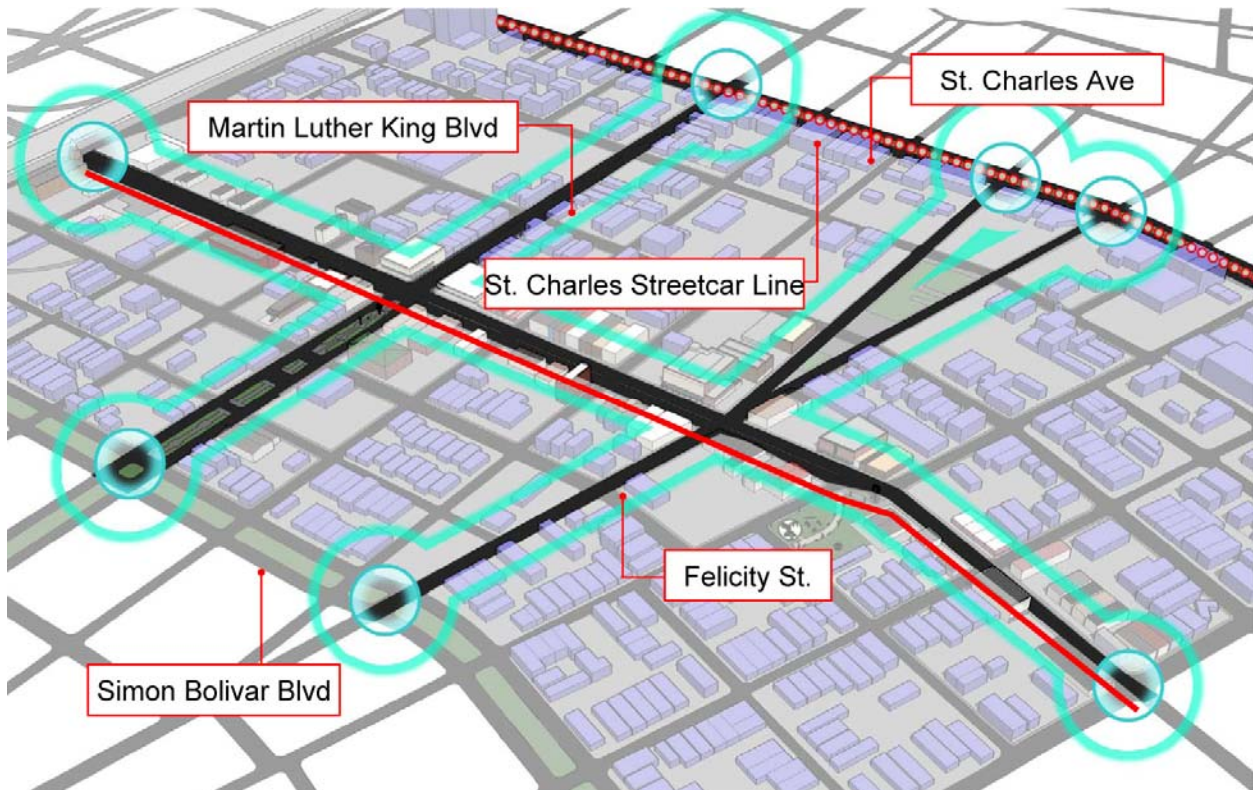 St. Charles Ave
Martin Luther King Blvd
St. Charles Streetcar Line
Felicity St.
Simon Bolivar Blvd